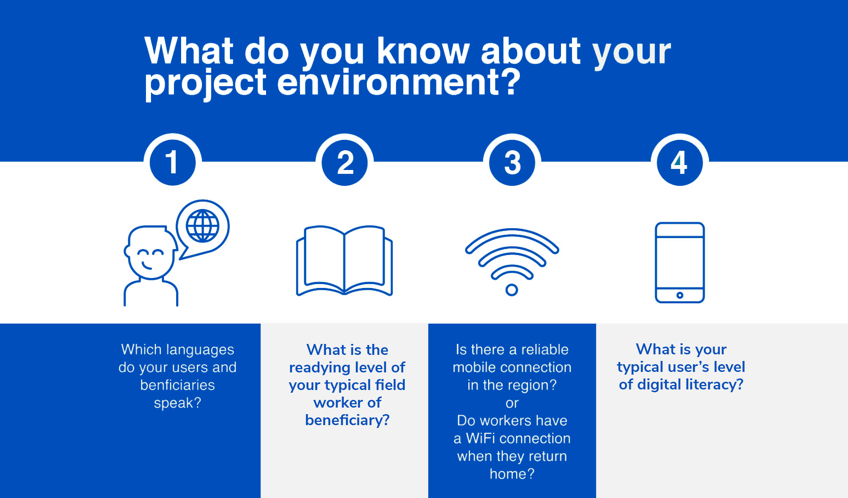 What do you know about your
project environment?
1
2
3
4
Which languages
do your users and
benficiaries
speak?
What is the
readying level of
your typical field
worker of
beneficiary?
Is there a reliable
mobile connection
in the region?
or
Do workers have
a WiFi connection
when they return
home?
What is your
typical user's level
of digital literacy?